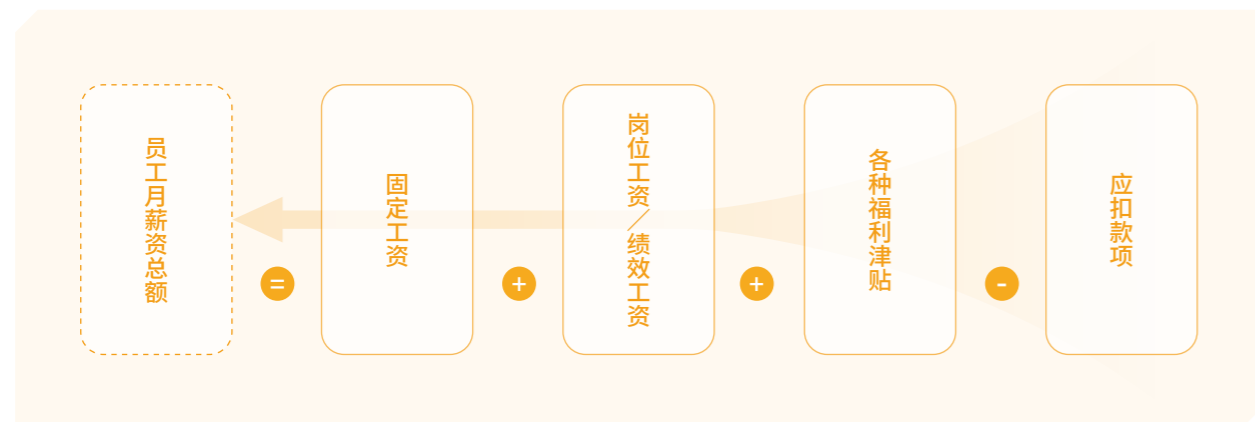 员工月薪资总额
=
固定工资
+
岗位工资／绩效工资
+
各种福利津贴
-
应扣款项